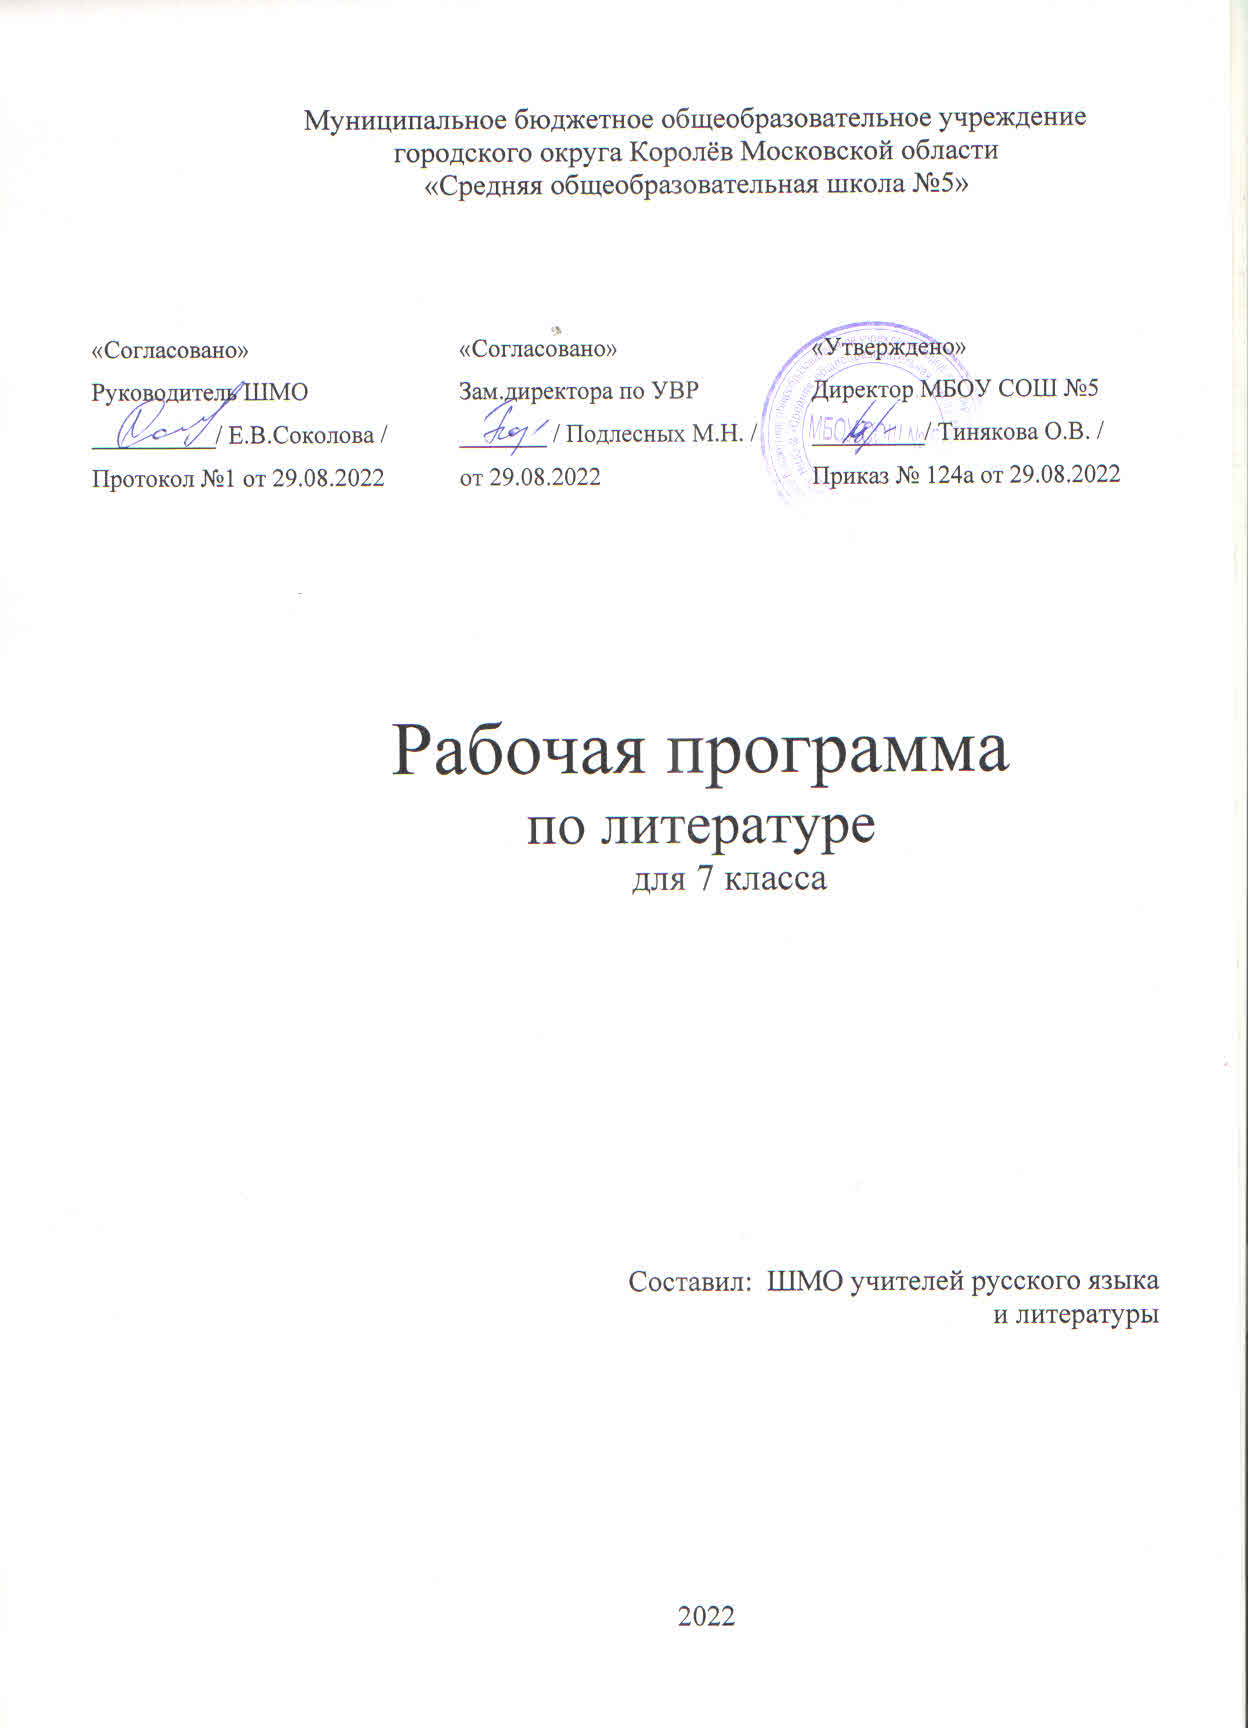 Муниципальное бюджетное общеобразовательное учреждение
городского округа Королёв Московской области
«Средняя общеобразовательная школа №5»
«Согласовано»
Руководитель ШМО
/ Е.В.Соколова /
Протокол №1 от 29.08.2022
«Согласовано»
Зам.директора по УВР
/ Подлесных М.Н. /
от 29.08.2022
«Утверждено»
Директор МБОУ СОШ №5
/ Тинякова О.В. /
Приказ № 124а от 29.08.2022
Рабочая программа
по литературе
для 7 класса
Составил: ШМО учителей русского языка
и литературы
2022